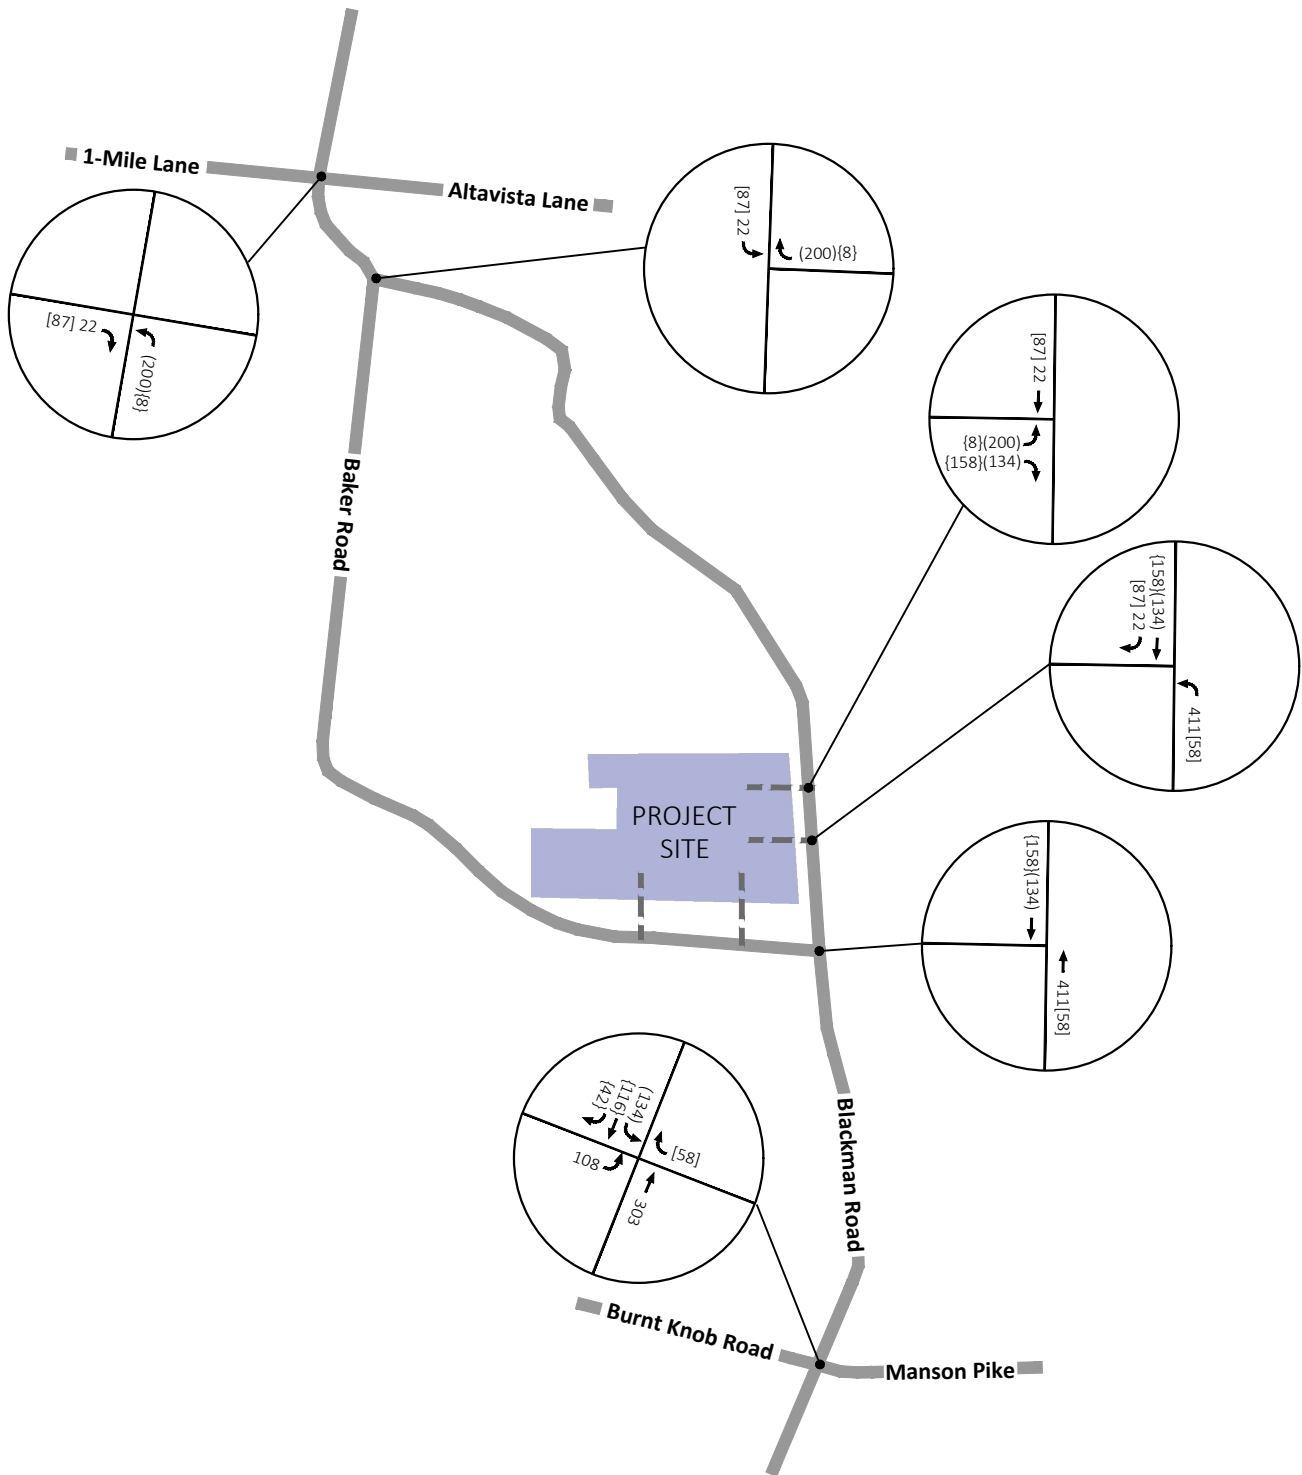 1-Mile Lane
Altavista Lane
[87] 22
(200){8}
[87] 22
(200){8}
[87] 22
{8}(200)
{158}(134)
Baker Road
{158}(134)
[87] 22
411[58]
PROJECT
SITE
{158}(134)
411[58]
(134)
{116}
{42}
[58]
108
303
Blackman Road
Burnt Knob Road
Manson Pike